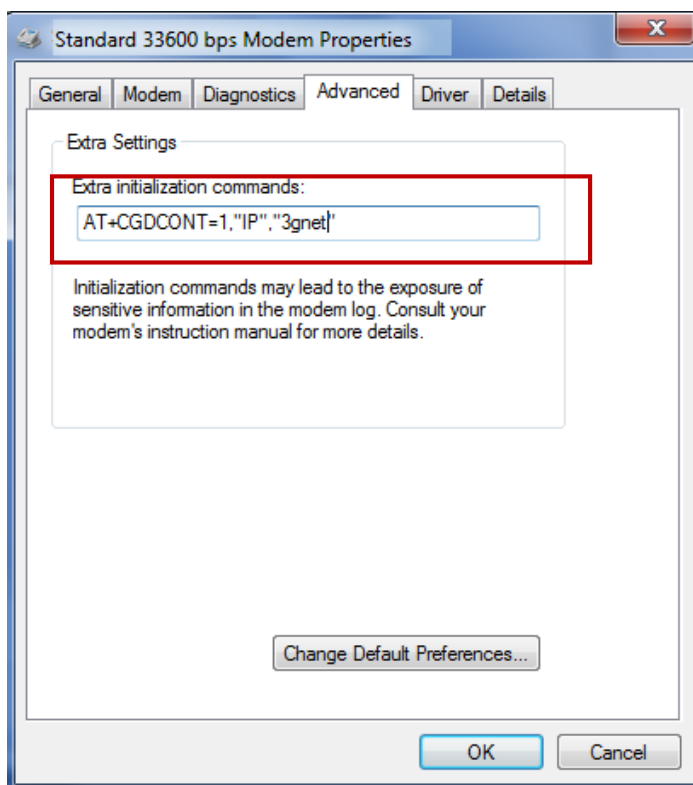 Standard 33600 bps Modem Properties
General Modem Diagnostics Advanced Driver Details
Extra Settings
Extra initialization commands:
AT+CGDCONT=1,"IP","3gnet"
Initialization commands may lead to the exposure of
sensitive information in the modem log. Consult your
modem's instruction manual for more details.
Change Default Preferences...
OK Cancel